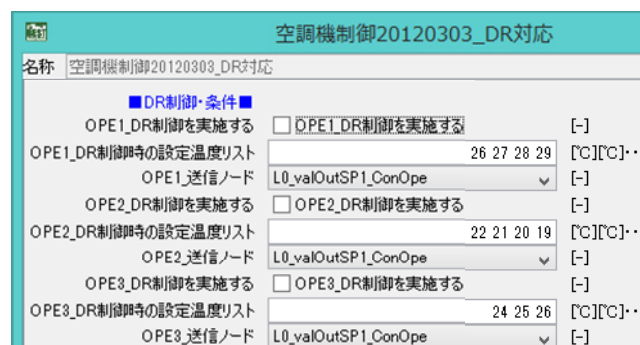 空調機制御20120303_DR対応
名称 空調機制御20120303_DR対応
■DR制御・条件■
OPE1_DR制御を実施する OPE1_DR制御を実施する [-]
OPE1_DR制御時の設定温度リスト 26 27 28 29 [℃][℃]・・
OPE1_送信ノード L0_valOutSP1_ConOpe [-]
OPE2_DR制御を実施する OPE2_DR制御を実施する [-]
OPE2_DR制御時の設定温度リスト 22 21 20 19 [℃][℃]・・
OPE2_送信ノード L0_valOutSP1_ConOpe [-]
OPE3_DR制御を実施する OPE3_DR制御を実施する [-]
OPE3_DR制御時の設定温度リスト 24 25 26 [℃][℃]・・
OPE3_送信ノード L0_valOutSP1_ConOpe [-]